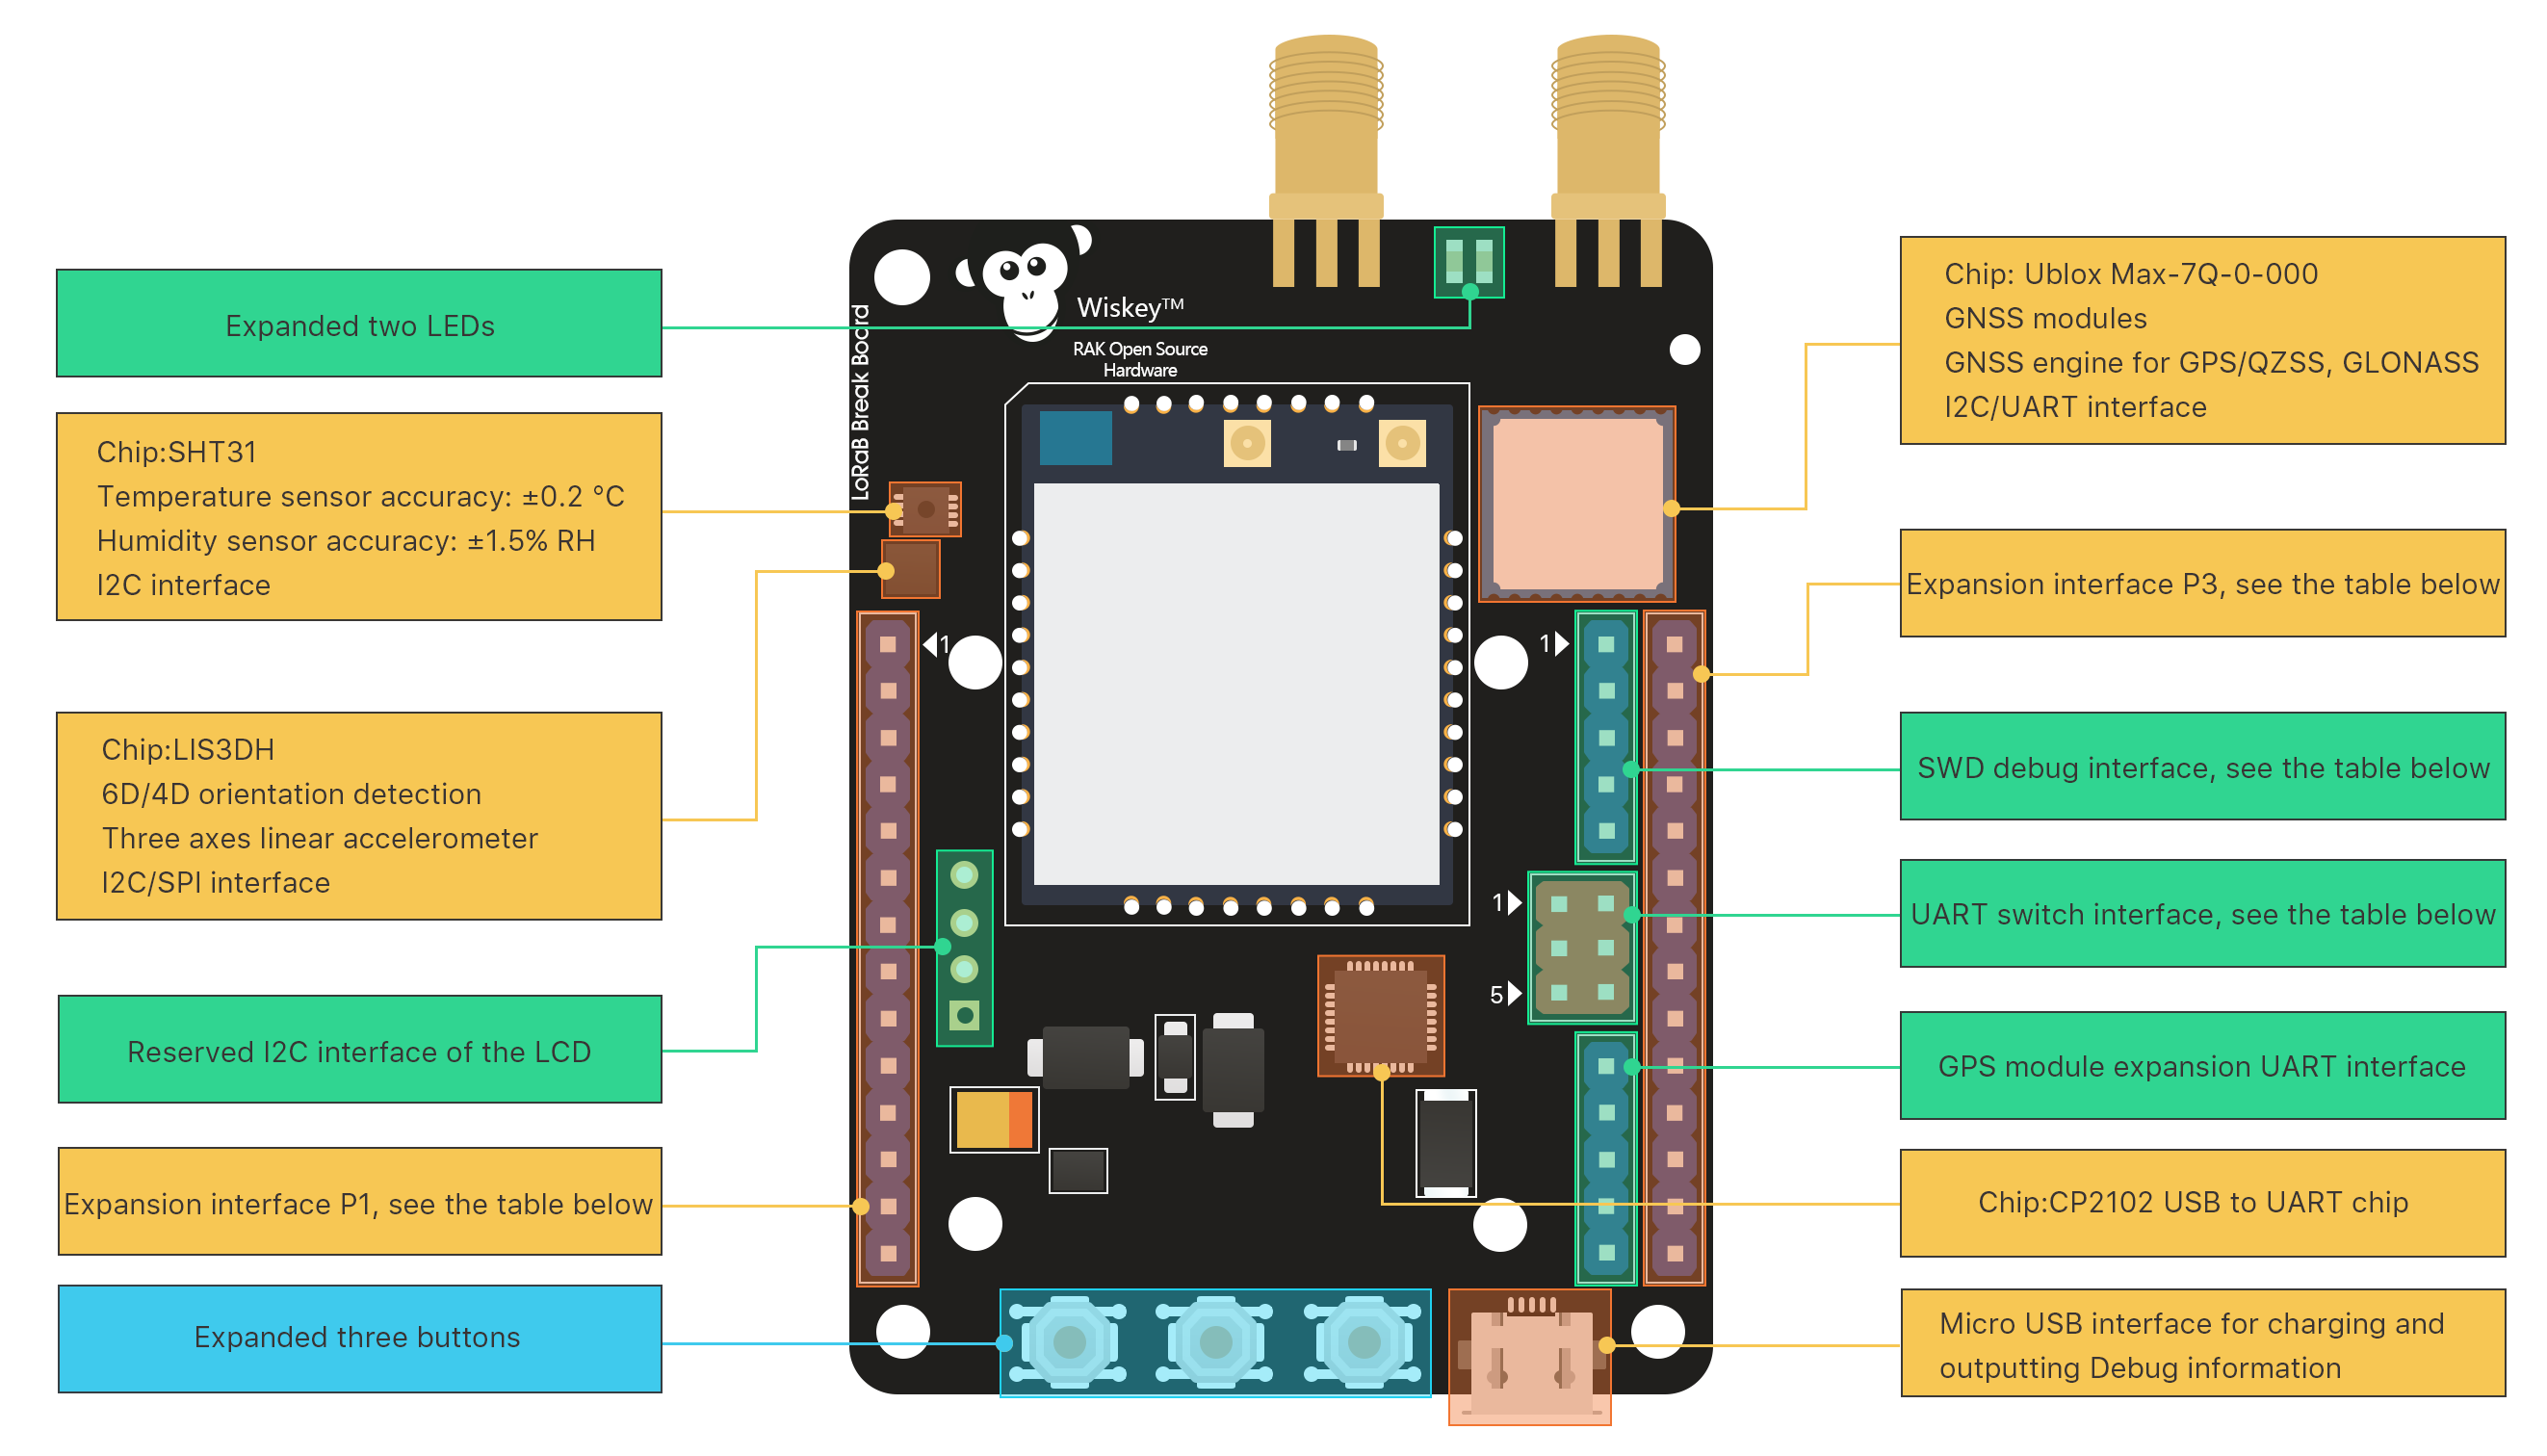 Expanded two LEDs
Chip:SHT31
Temperature sensor accuracy: ±0.2 °C
Humidity sensor accuracy: ±1.5% RH
I2C interface
Chip:LIS3DH
6D/4D orientation detection
Three axes linear accelerometer
I2C/SPI interface
Reserved I2C interface of the LCD
Expansion interface P1, see the table below
Expanded three buttons
LoRaB Break Board
Wiskey™
RAK Open Source
Hardware
1
1
1
5
Chip: Ublox Max-7Q-0-000
GNSS modules
GNSS engine for GPS/QZSS, GLONASS
I2C/UART interface
Expansion interface P3, see the table below
SWD debug interface, see the table below
UART switch interface, see the table below
GPS module expansion UART interface
Chip:CP2102 USB to UART chip
Micro USB interface for charging and
outputting Debug information